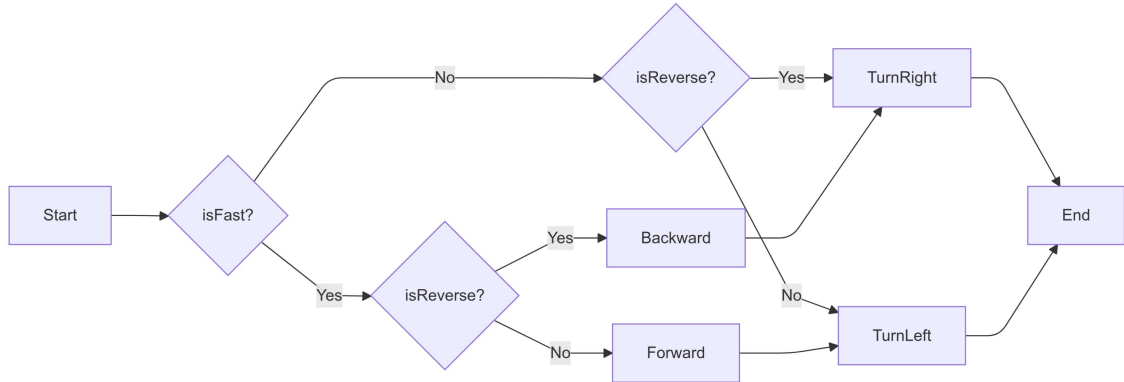 Start
isFast?
No
Yes
isReverse?
Yes
TurnRight
No
isReverse?
Yes
Backward
No
Forward
TurnLeft
End